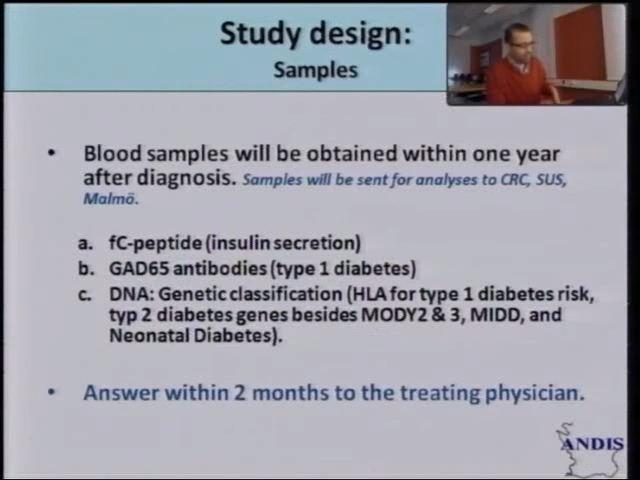 Study design:
Samples
• Blood samples will be obtained within one year
after diagnosis. Samples will be sent for analyses to CRC, SUS,
Malmö.
a. fC-peptide (insulin secretion)
b. GAD65 antibodies (type 1 diabetes)
c. DNA: Genetic classification (HLA for type 1 diabetes risk,
typ 2 diabetes genes besides MODY2 & 3, MIDD, and
Neonatal Diabetes).
• Answer within 2 months to the treating physician.
ANDIS